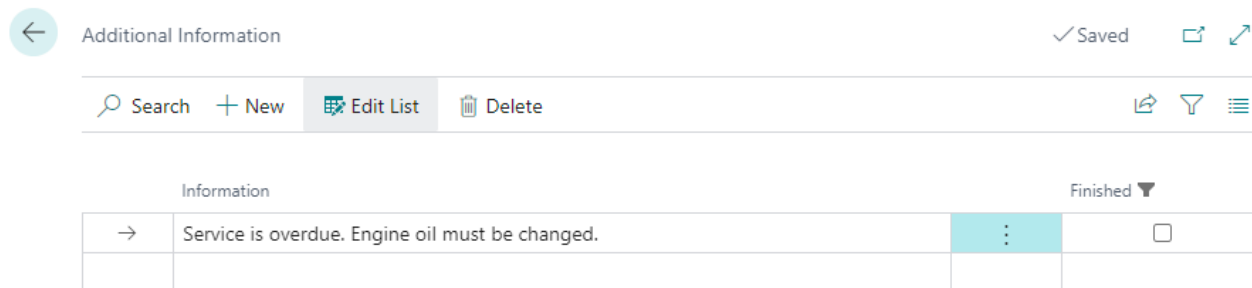 Additional Information
Saved
Search
New
Edit List
Delete
Information
Finished
Service is overdue. Engine oil must be changed.